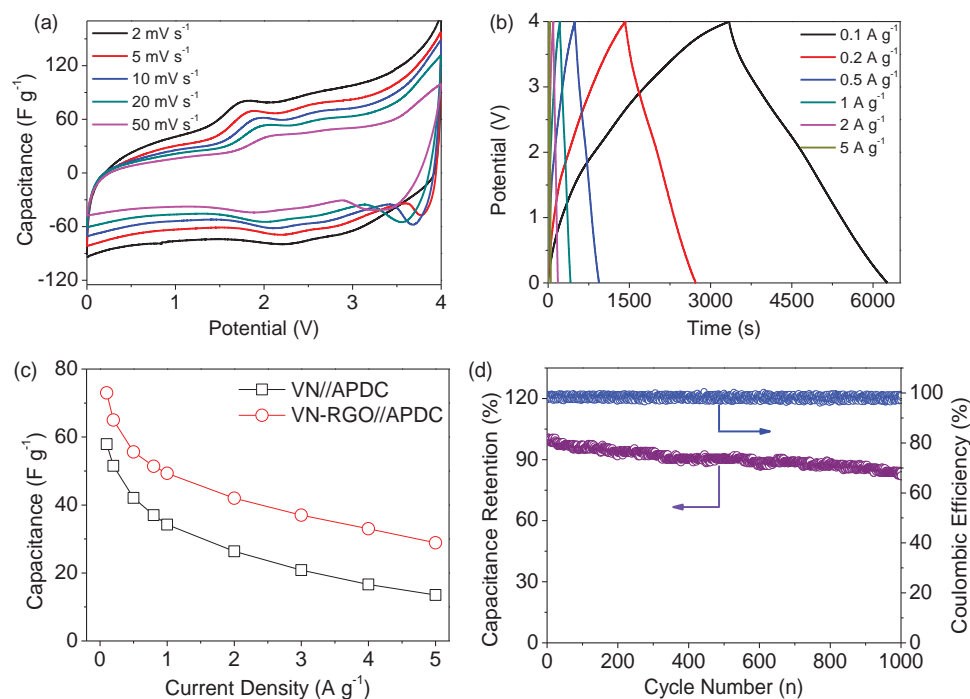 (a)
2 mV s⁻¹
5 mV s⁻¹
10 mV s⁻¹
20 mV s⁻¹
50 mV s⁻¹
120
60
0
-60
-120
0
1
2
3
4
Capacitance (F g⁻¹)
Potential (V)
(b)
0.1 A g⁻¹
0.2 A g⁻¹
0.5 A g⁻¹
1 A g⁻¹
2 A g⁻¹
5 A g⁻¹
4
3
2
1
0
0
1500
3000
4500
6000
Potential (V)
Time (s)
(c)
VN//APDC
VN-RGO//APDC
80
60
40
20
0
0
1
2
3
4
5
Capacitance (F g⁻¹)
Current Density (A g⁻¹)
(d)
120
90
60
30
0
0
200
400
600
800
1000
100
80
60
40
20
0
Capacitance Retention (%)
Coulombic Efficiency (%)
Cycle Number (n)